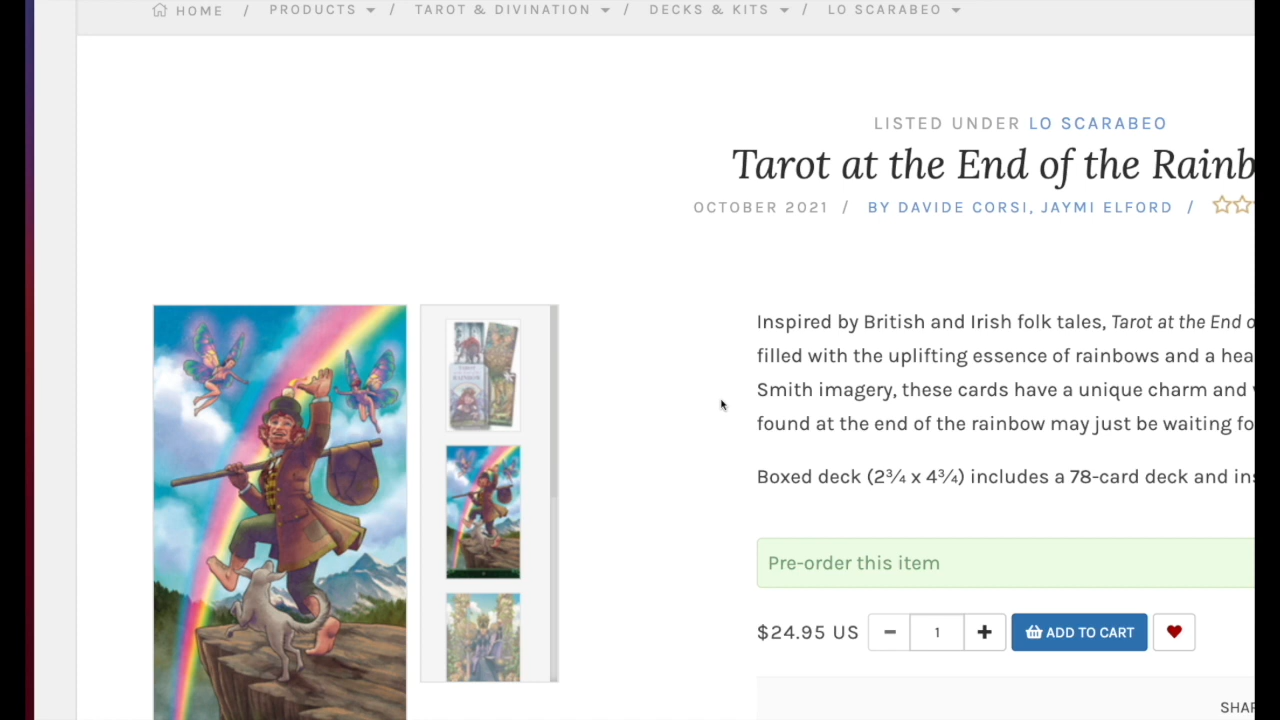 HOME / PRODUCTS / TAROT & DIVINATION / DECKS & KITS / LO SCARABEO
LISTED UNDER LO SCARABEO
Tarot at the End of the Rainb
OCTOBER 2021 / BY DAVIDE CORSI, JAYMI ELFORD /
Inspired by British and Irish folk tales, Tarot at the End o
filled with the uplifting essence of rainbows and a hea
Smith imagery, these cards have a unique charm and
found at the end of the rainbow may just be waiting fo
Boxed deck (2¾ x 4¾) includes a 78-card deck and in
Pre-order this item
$24.95 US − 1 + ADD TO CART
SHAR